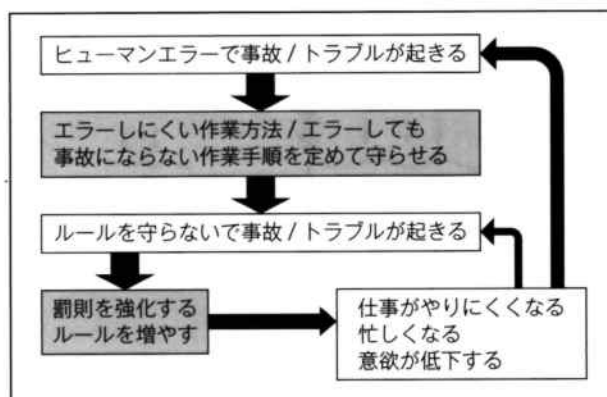 ヒューマンエラーで事故 / トラブルが起きる
エラーしにくい作業方法 / エラーしても
事故にならない作業手順を定めて守らせる
ルールを守らないで事故 / トラブルが起きる
罰則を強化する
ルールを増やす
仕事がやりにくくなる
忙しくなる
意欲が低下する